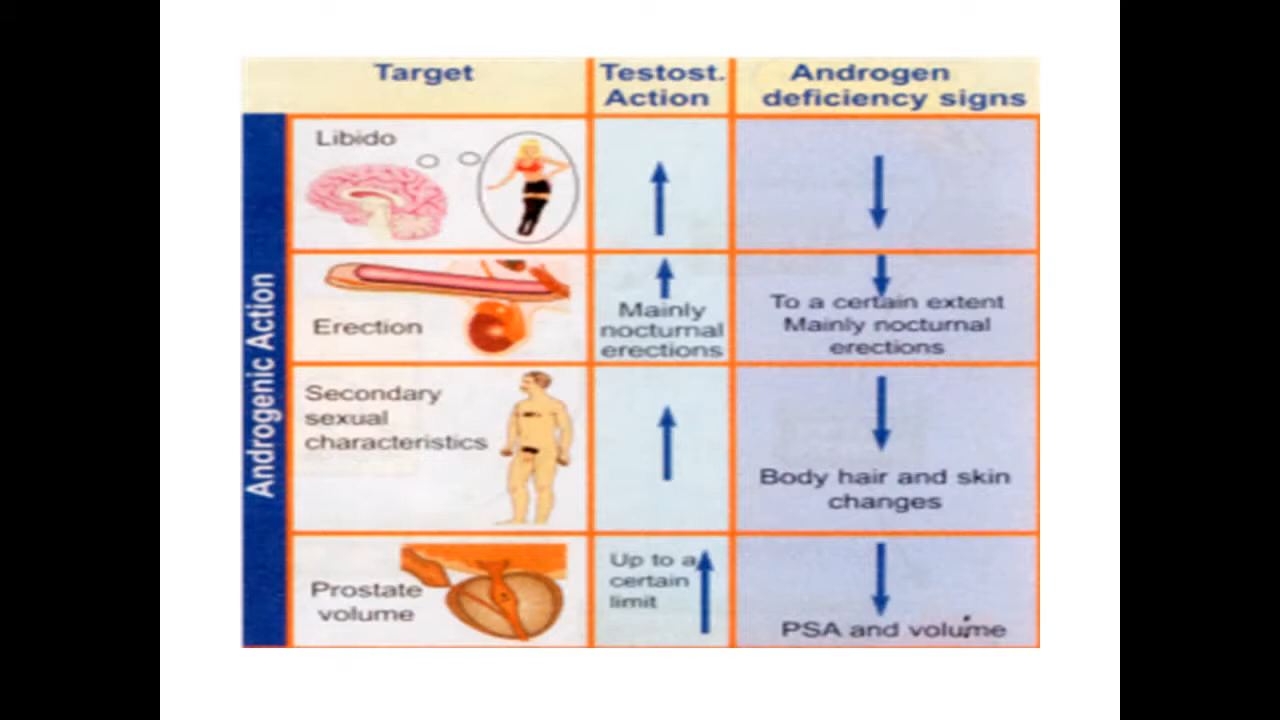 Target
Testost.
Action
Androgen
deficiency signs
Androgenic Action
Libido
Erection
Mainly
nocturnal
erections
To a certain extent
Mainly nocturnal
erections
Secondary
sexual
characteristics
Body hair and skin
changes
Prostate
volume
Up to a
certain
limit
PSA and volume